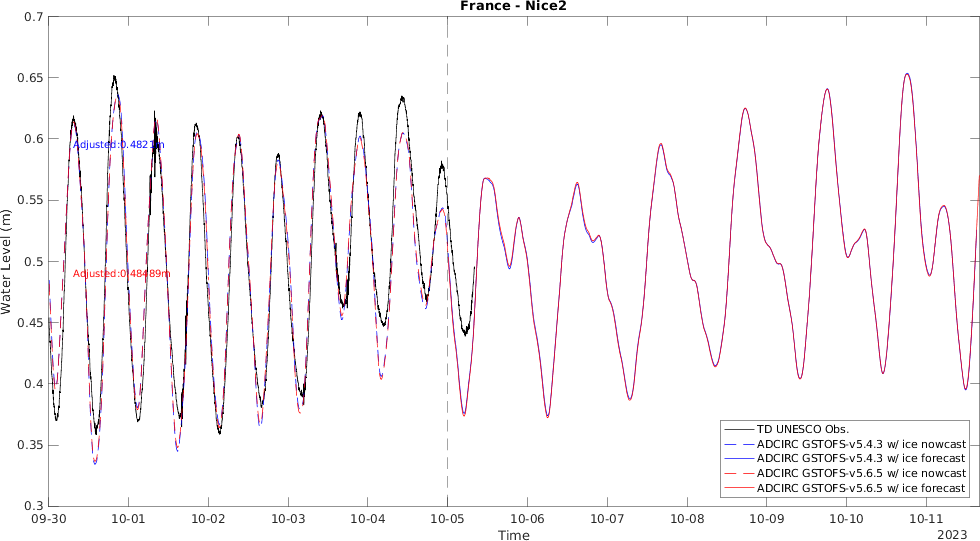 France - Nice2
0.7
0.65
0.6
0.55
0.5
0.45
0.4
0.35
0.3
Water Level (m)
Adjusted:0.4821m
Adjusted:0.48489m
TD UNESCO Obs.
ADCIRC GSTOFS-v5.4.3 w/ ice nowcast
ADCIRC GSTOFS-v5.4.3 w/ ice forecast
ADCIRC GSTOFS-v5.6.5 w/ ice nowcast
ADCIRC GSTOFS-v5.6.5 w/ ice forecast
09-30 10-01 10-02 10-03 10-04 10-05 10-06 10-07 10-08 10-09 10-10 10-11
Time
2023